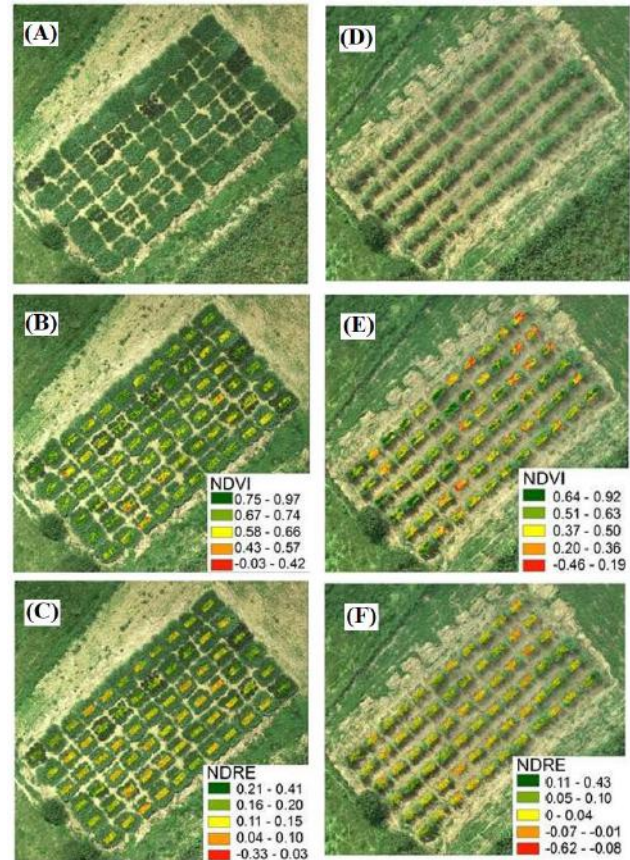 (A)
(D)
(B)
NDVI
0.75 - 0.97
0.67 - 0.74
0.58 - 0.66
0.43 - 0.57
-0.03 - 0.42
(E)
NDVI
0.64 - 0.92
0.51 - 0.63
0.37 - 0.50
0.20 - 0.36
-0.46 - 0.19
(C)
NDRE
0.21 - 0.41
0.16 - 0.20
0.11 - 0.15
0.04 - 0.10
-0.33 - 0.03
(F)
NDRE
0.11 - 0.43
0.05 - 0.10
0 - 0.04
-0.07 - -0.01
-0.62 - -0.08